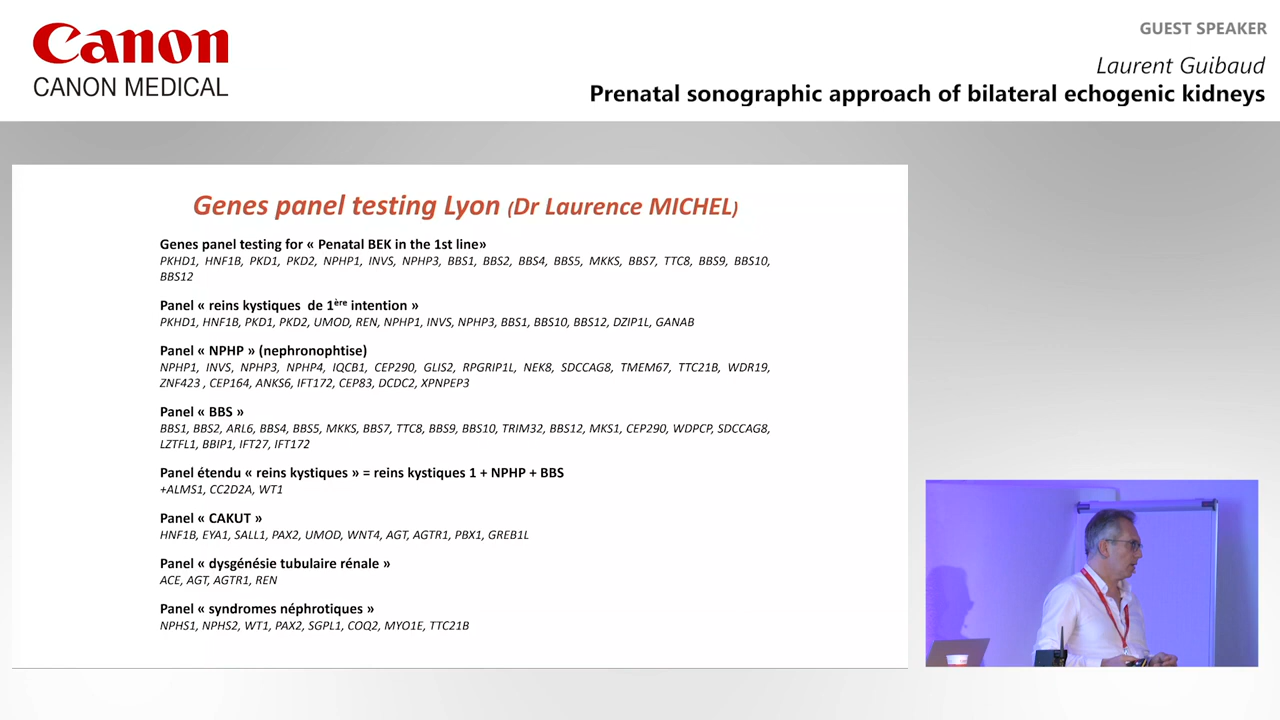 Canon
CANON MEDICAL
GUEST SPEAKER
Laurent Guibaud
Prenatal sonographic approach of bilateral echogenic kidneys
Genes panel testing Lyon (Dr Laurence MICHEL)
Genes panel testing for « Penatal BEK in the 1st line»
PKHD1, HNF1B, PKD1, PKD2, NPHP1, INVS, NPHP3, BBS1, BBS2, BBS4, BBS5, MKKS, BBS7, TTC8, BBS9, BBS10,
BBS12
Panel « reins kystiques de 1ère intention »
PKHD1, HNF1B, PKD1, PKD2, UMOD, REN, NPHP1, INVS, NPHP3, BBS1, BBS10, BBS12, DZIP1L, GANAB
Panel « NPHP » (nephronophtise)
NPHP1, INVS, NPHP3, NPHP4, IQCB1, CEP290, GLIS2, RPGRIP1L, NEK8, SDCCAG8, TMEM67, TTC21B, WDR19,
ZNF423 , CEP164, ANKS6, IFT172, CEP83, DCDC2, XPNPEP3
Panel « BBS »
BBS1, BBS2, ARL6, BBS4, BBS5, MKKS, BBS7, TTC8, BBS9, BBS10, TRIM32, BBS12, MKS1, CEP290, WDPCP, SDCCAG8,
LZTFL1, BBIP1, IFT27, IFT172
Panel étendu « reins kystiques » = reins kystiques 1 + NPHP + BBS
+ALMS1, CC2D2A, WT1
Panel « CAKUT »
HNF1B, EYA1, SALL1, PAX2, UMOD, WNT4, AGT, AGTR1, PBX1, GREB1L
Panel « dysgénésie tubulaire rénale »
ACE, AGT, AGTR1, REN
Panel « syndromes néphrotiques »
NPHS1, NPHS2, WT1, PAX2, SGPL1, COQ2, MYO1E, TTC21B